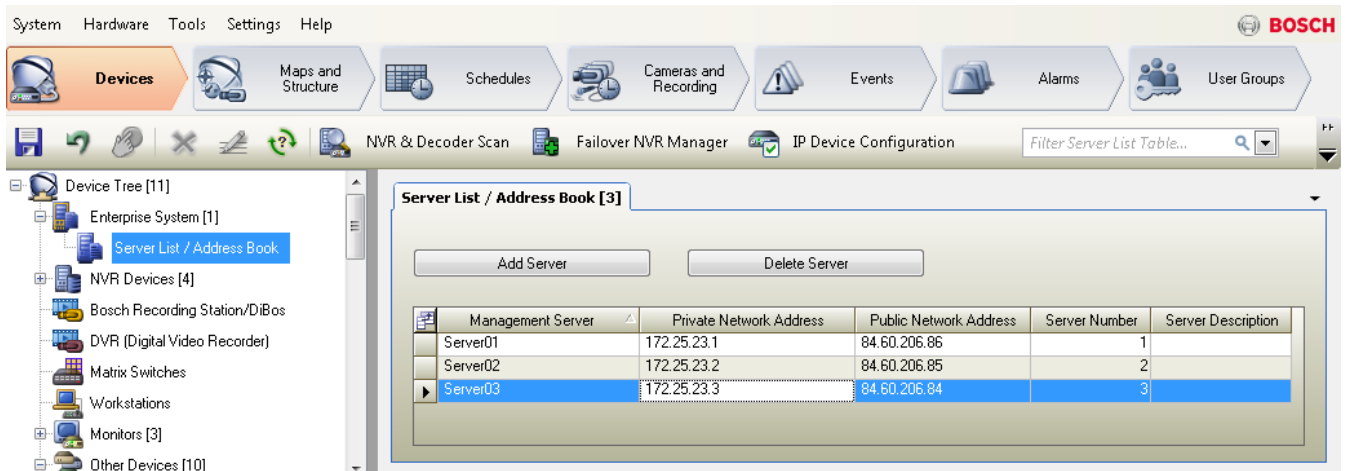 System Hardware Tools Settings Help
BOSCH
Devices
Maps and
Structure
Schedules
Cameras and
Recording
Events
Alarms
User Groups
NVR & Decoder Scan
Failover NVR Manager
IP Device Configuration
Filter Server List Table...
Device Tree [11]
Enterprise System [1]
Server List / Address Book
NVR Devices [4]
Bosch Recording Station/DiBos
DVR (Digital Video Recorder)
Matrix Switches
Workstations
Monitors [3]
Other Devices [10]
Server List / Address Book [3]
Add Server
Delete Server
Management Server Private Network Address Public Network Address Server Number Server Description
Server01 172.25.23.1 84.60.206.86 1
Server02 172.25.23.2 84.60.206.85 2
Server03 172.25.23.3 84.60.206.84 3